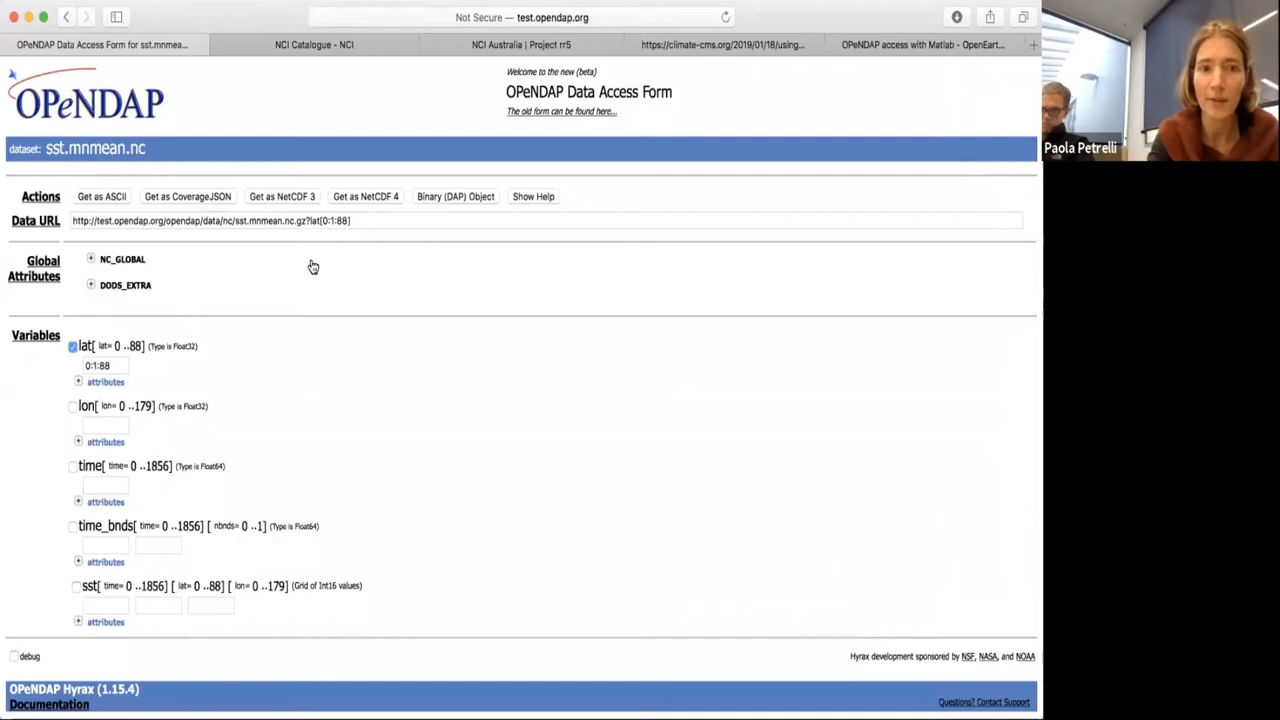 Not Secure — test.opendap.org
OPeNDAP Data Access Form for sst.mnmea...
NCI Catalogue - NCI
NCI Australia | Project rr5
https://climate-cms.org/2019/01/18/using...
OPeNDAP access with Matlab - OpenEart...
Welcome to the new (beta)
OPeNDAP
OPeNDAP Data Access Form
The old form can be found here...
dataset: sst.mnmean.nc
Paola Petrelli
Actions Get as ASCII Get as CoverageJSON Get as NetCDF 3 Get as NetCDF 4 Binary (DAP) Object Show Help
Data URL http://test.opendap.org/opendap/data/nc/sst.mnmean.nc.gz?lat[0:1:88]
Global
Attributes
NC_GLOBAL
DODS_EXTRA
Variables
lat[ lat= 0 ..88] (Type is Float32)
0:1:88
attributes
lon[ lon= 0 ..179] (Type is Float32)
attributes
time[ time= 0 ..1856] (Type is Float64)
attributes
time_bnds[ time= 0 ..1856] [ nbnds= 0 ..1] (Type is Float64)
attributes
sst[ time= 0 ..1856] [ lat= 0 ..88] [ lon= 0 ..179] (Grid of Int16 values)
attributes
debug
Hyrax development sponsored by NSF, NASA, and NOAA
OPeNDAP Hyrax (1.15.4)
Documentation
Questions? Contact Support